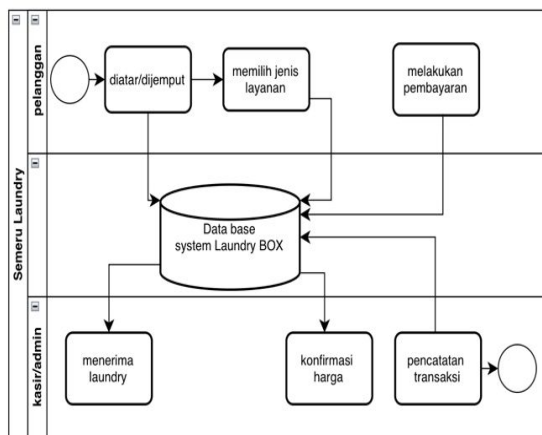 Semeru Laundry
pelanggan
diatar/dijemput
memilih jenis
layanan
melakukan
pembayaran
Data base
system Laundry BOX
kasir/admin
menerima
laundry
konfirmasi
harga
pencatatan
transaksi